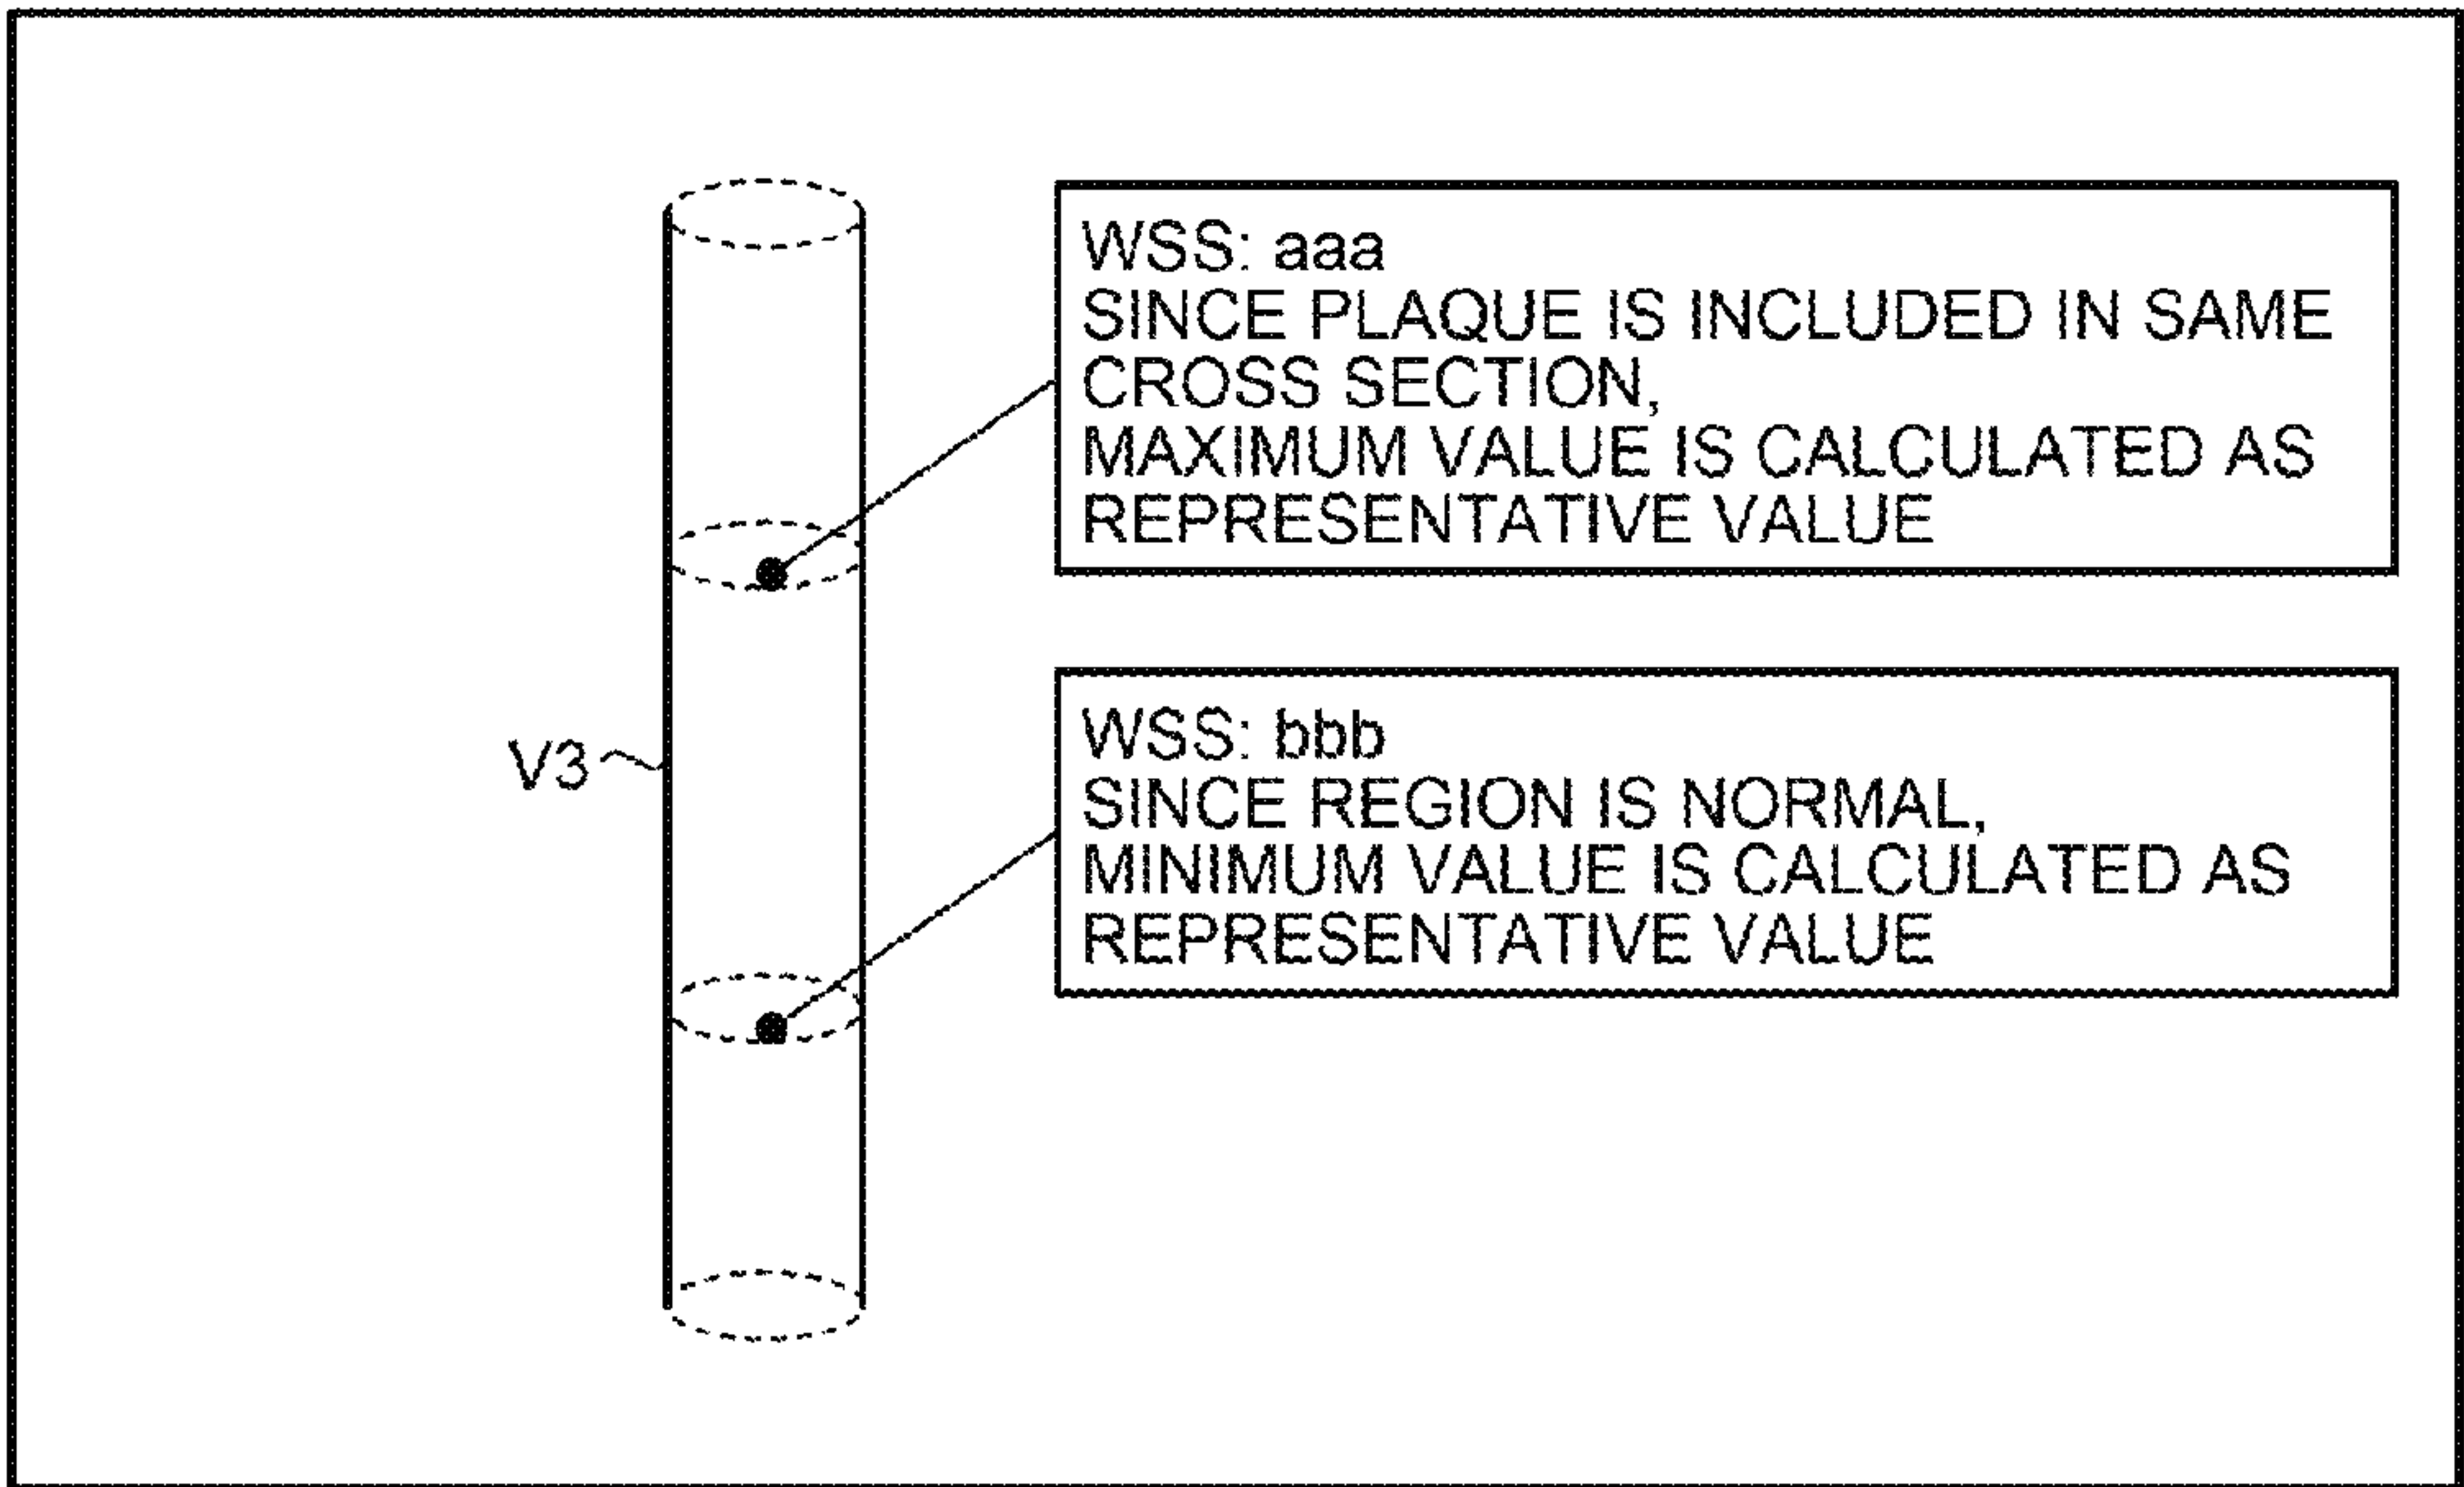 WSS: aaa
SINCE PLAQUE IS INCLUDED IN SAME
CROSS SECTION,
MAXIMUM VALUE IS CALCULATED AS
REPRESENTATIVE VALUE
V3
WSS: bbb
SINCE REGION IS NORMAL,
MINIMUM VALUE IS CALCULATED AS
REPRESENTATIVE VALUE